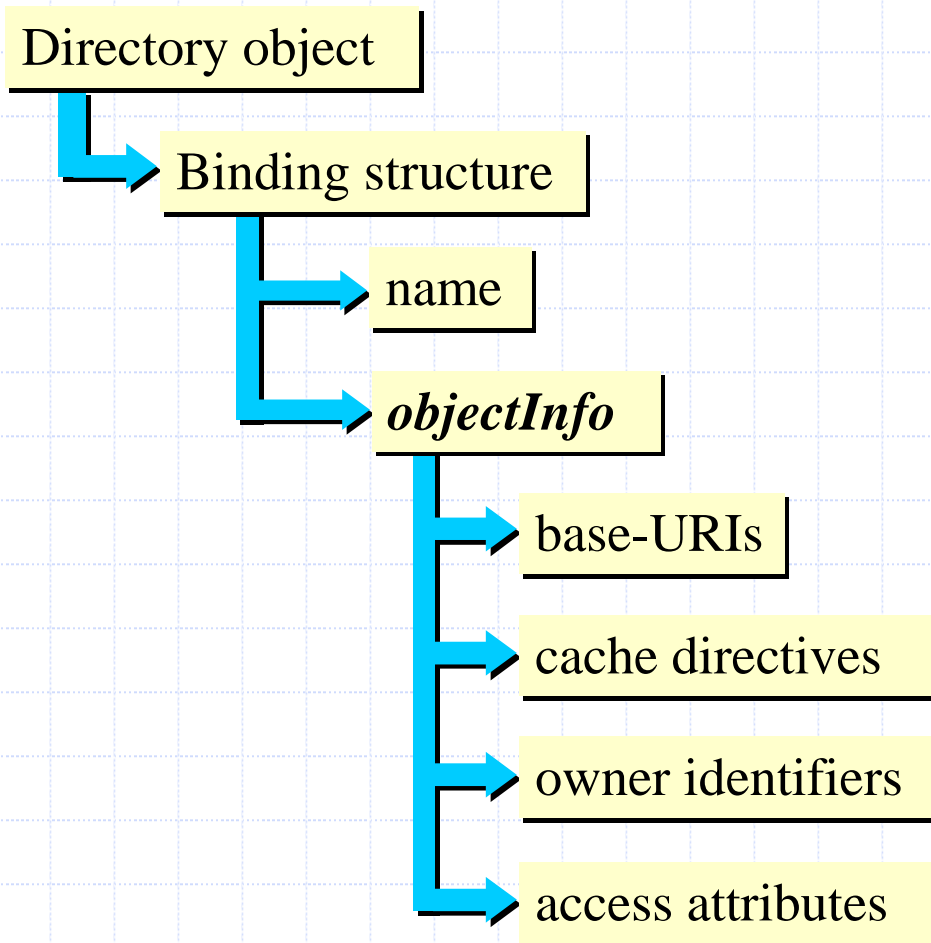 Directory object
Binding structure
name
objectInfo
base-URIs
cache directives
owner identifiers
access attributes